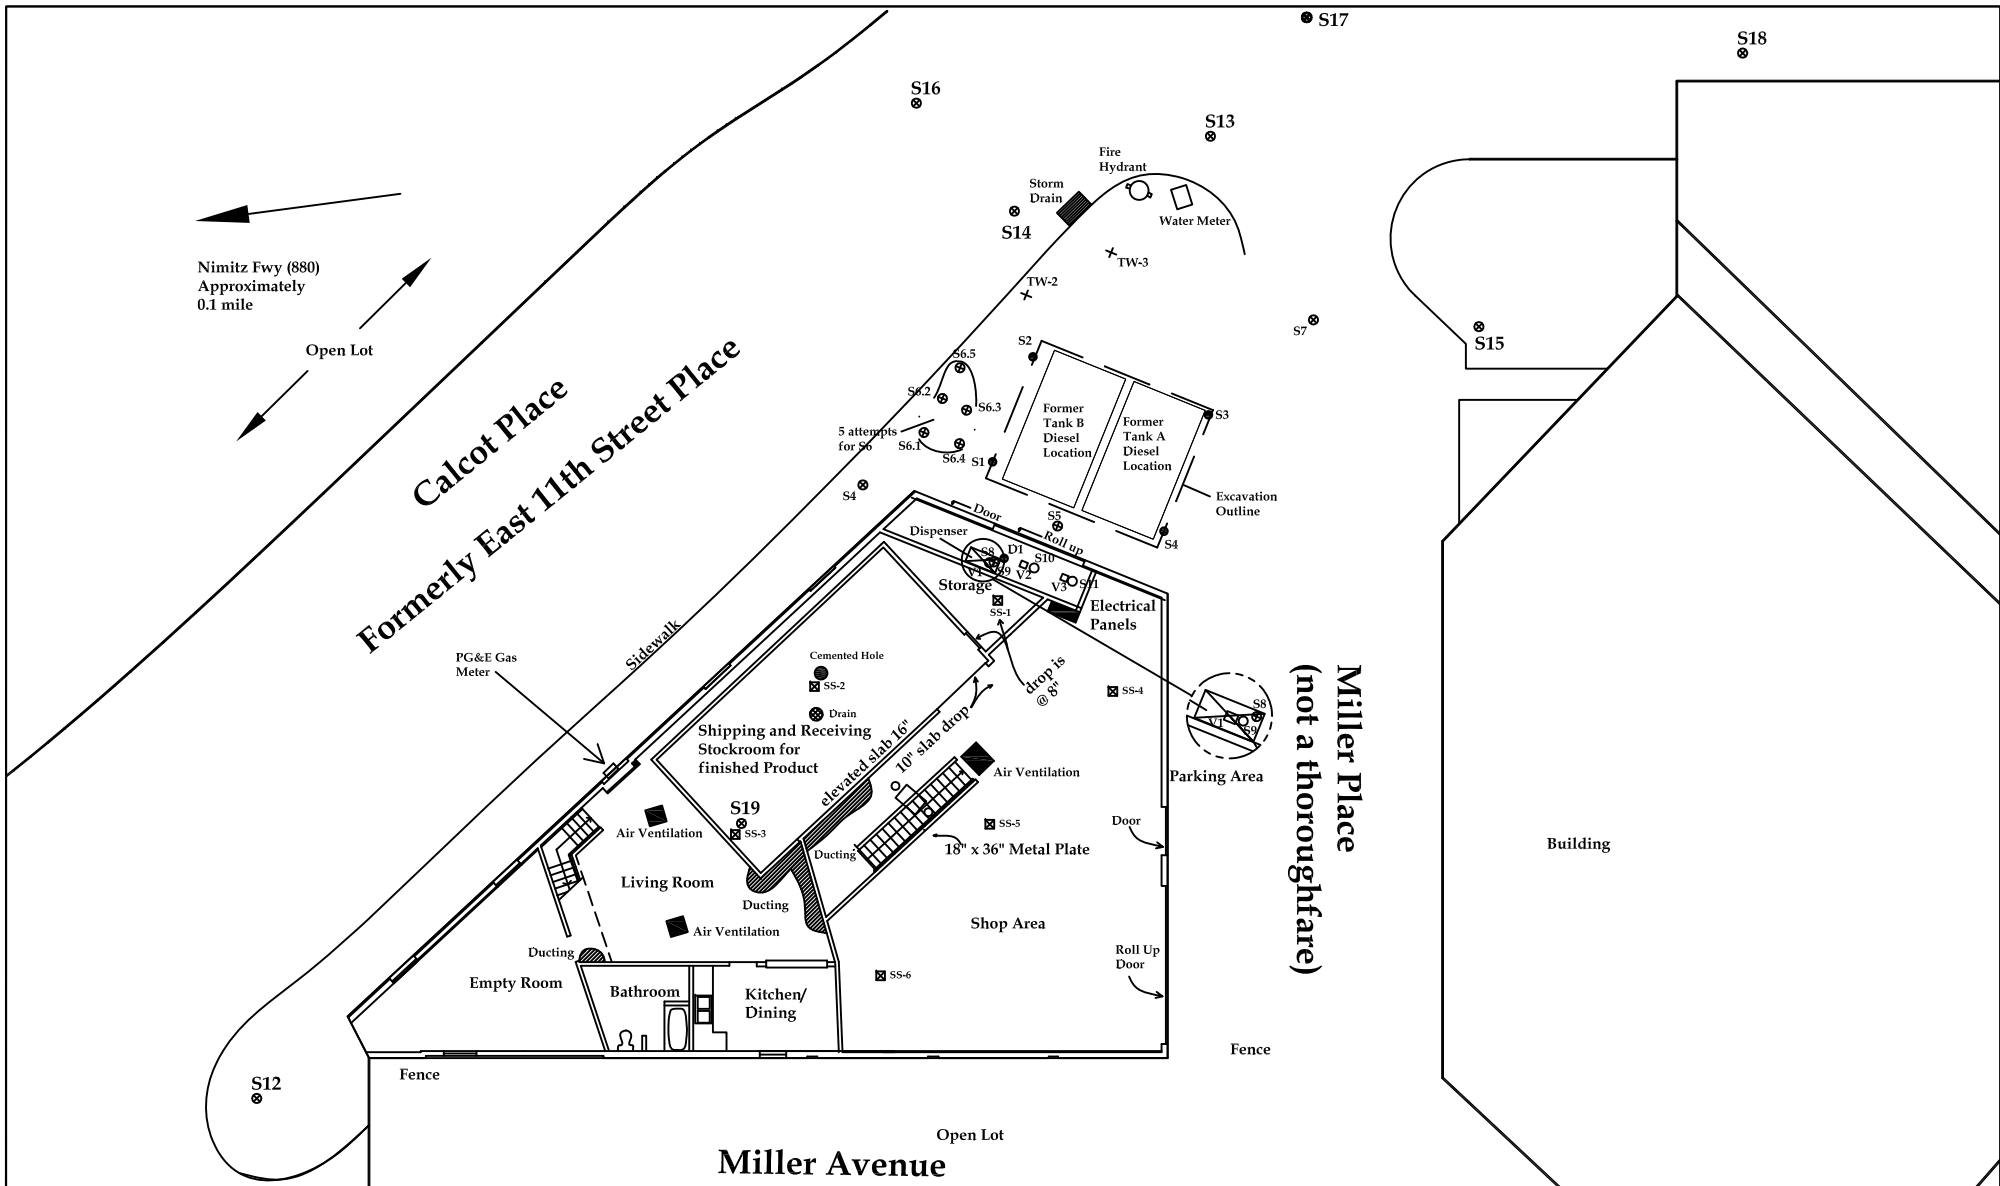 S17
S18
S16
S13
Fire
Hydrant
Storm
Drain
Water Meter
S14
TW-3
TW-2
Nimitz Fwy (880)
Approximately
0.1 mile
Open Lot
S7
S15
S2
S6.5
S6.2
S6.3
5 attempts
for S6
S6.1
S6.4
S1
S3
Former
Tank B
Diesel
Location
Former
Tank A
Diesel
Location
Excavation
Outline
Calcot Place
Formerly East 11th Street Place
S4
S5
S4
Door
Roll up
Dispenser
S8
D1
S10
V1
S9
V2
V3
S11
Storage
SS-1
Electrical
Panels
Sidewalk
PG&E Gas
Meter
Cemented Hole
SS-2
Drain
drop is
@ 8"
SS-4
Shipping and Receiving
Stockroom for
finished Product
elevated slab 16"
10" slab drop
S8
V1
S9
Parking Area
Miller Place
(not a thoroughfare)
Air Ventilation
S19
SS-3
Air Ventilation
SS-5
Door
Ducting
18" x 36" Metal Plate
Building
Living Room
Ducting
Shop Area
Air Ventilation
Ducting
Roll Up
Door
Empty Room
Bathroom
Kitchen/
Dining
SS-6
Fence
Fence
S12
Open Lot
Miller Avenue